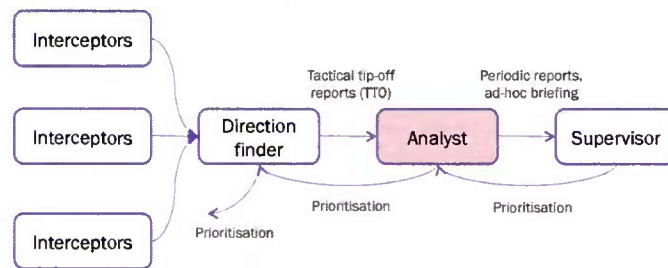 Interceptors
Tactical tip-off
reports (TTO)
Periodic reports,
ad-hoc briefing
Interceptors
Direction
finder
Analyst
Supervisor
Prioritisation
Prioritisation
Prioritisation
Interceptors